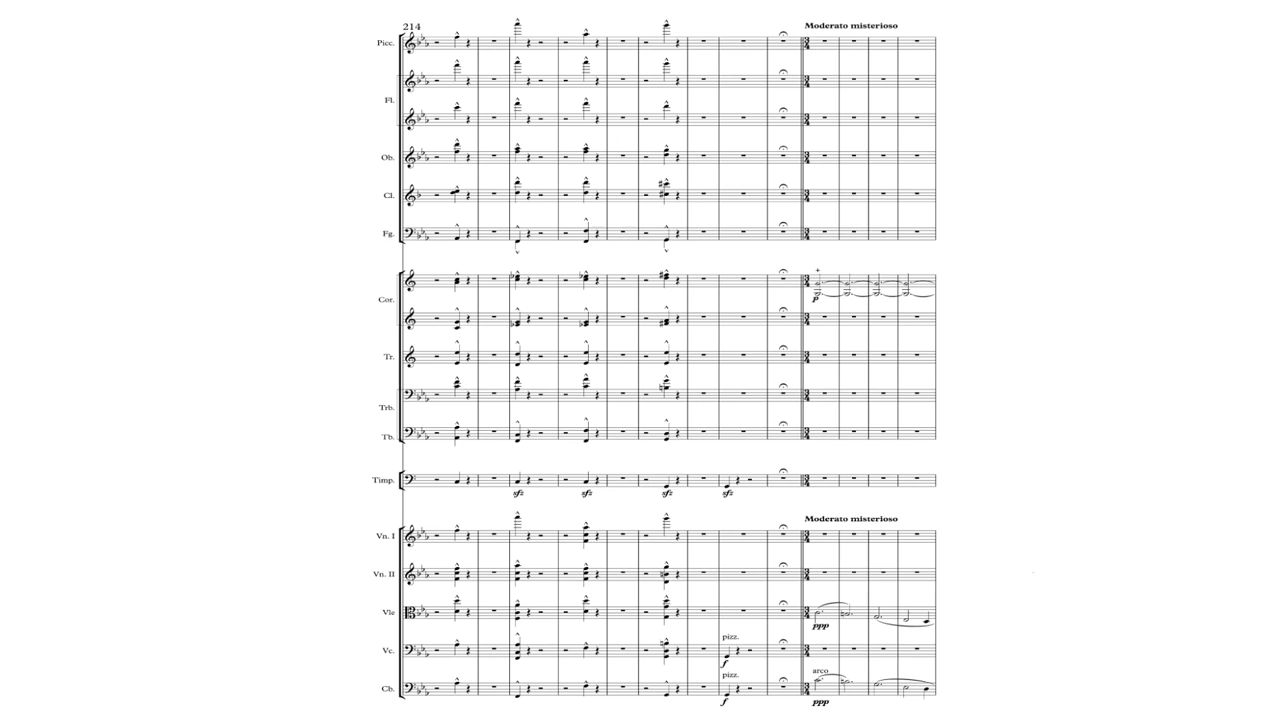 214
Moderato misterioso
Picc.
Fl.
Ob.
Cl.
Fg.
Cor.
p
Tr.
Trb.
Tb.
Timp.
sfz sfz sfz sfz
Moderato misterioso
Vn. I
Vn. II
Vle
ppp
pizz.
Vc.
f
pizz. arco
Cb.
f ppp